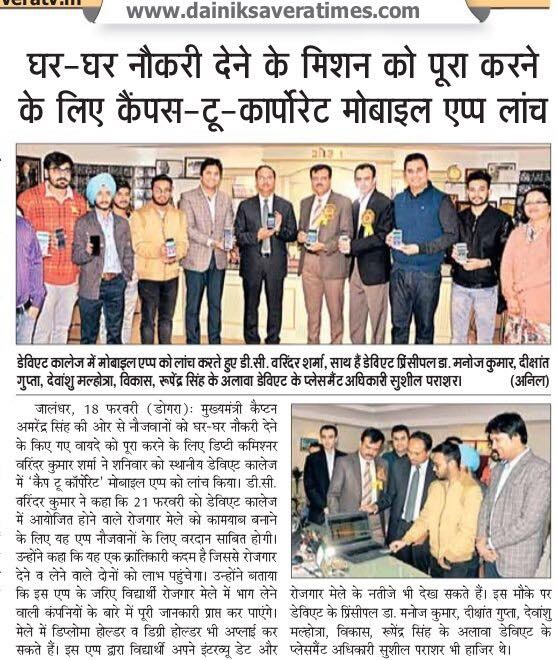 veratv.in
www.dainiksaveratimes.com
घर-घर नौकरी देने के मिशन को पूरा करने
के लिए कैंपस-टू-कार्पोरेट मोबाइल एप्प लांच
डेविएट कालेज में मोबाइल एप्प को लांच करते हुए डी.सी. वरिंदर शर्मा, साथ हैं डेविएट प्रिंसीपल डा. मनोज कुमार, दीक्षांत
गुप्ता, देवांशु मल्होत्रा, विकास, रूपेंद्र सिंह के अलावा डेविएट के प्लेसमैंट अधिकारी सुशील पराशर। (अनिल)
जालंधर, 18 फरवरी (डोगरा): मुख्यमंत्री कैप्टन
अमरेंद्र सिंह की ओर से नौजवानों को घर-घर नौकरी देने
के किए गए वायदे को पूरा करने के लिए डिप्टी कमिश्नर
वरिंदर कुमार शर्मा ने शनिवार को स्थानीय डेविएट कालेज
में 'कैंप टू कॉर्पोरेट' मोबाइल एप्प को लांच किया। डी.सी.
वरिंदर कुमार ने कहा कि 21 फरवरी को डेविएट कालेज
में आयोजित होने वाले रोजगार मेले को कामयाब बनाने
के लिए यह एप्प नौजवानों के लिए वरदान साबित होगी।
उन्होंने कहा कि यह एक क्रांतिकारी कदम है जिससे रोजगार
देने व लेने वाले दोनों को लाभ पहुंचेगा। उन्होंने बताया
कि इस एप्प के जरिए विद्यार्थी रोजगार मेले में भाग लेने
वाली कंपनीयों के बारे में पूरी जानकारी प्राप्त कर पाएंगे।
मेले में डिप्लोमा होल्डर व डिग्री होल्डर भी अप्लाई कर
सकते हैं। इस एप्प द्वारा विद्यार्थी अपने इंटरव्यू डेट और
रोजगार मेले के नतीजे भी देख सकते हैं। इस मौके पर
डेविएट के प्रिंसिपल डा. मनोज कुमार, दीक्षांत गुप्ता, देवांशु
मल्होत्रा, विकास, रूपेंद्र सिंह के अलावा डेविएट के
प्लेसमैंट अधिकारी सुशील पराशर भी हाजिर थे।